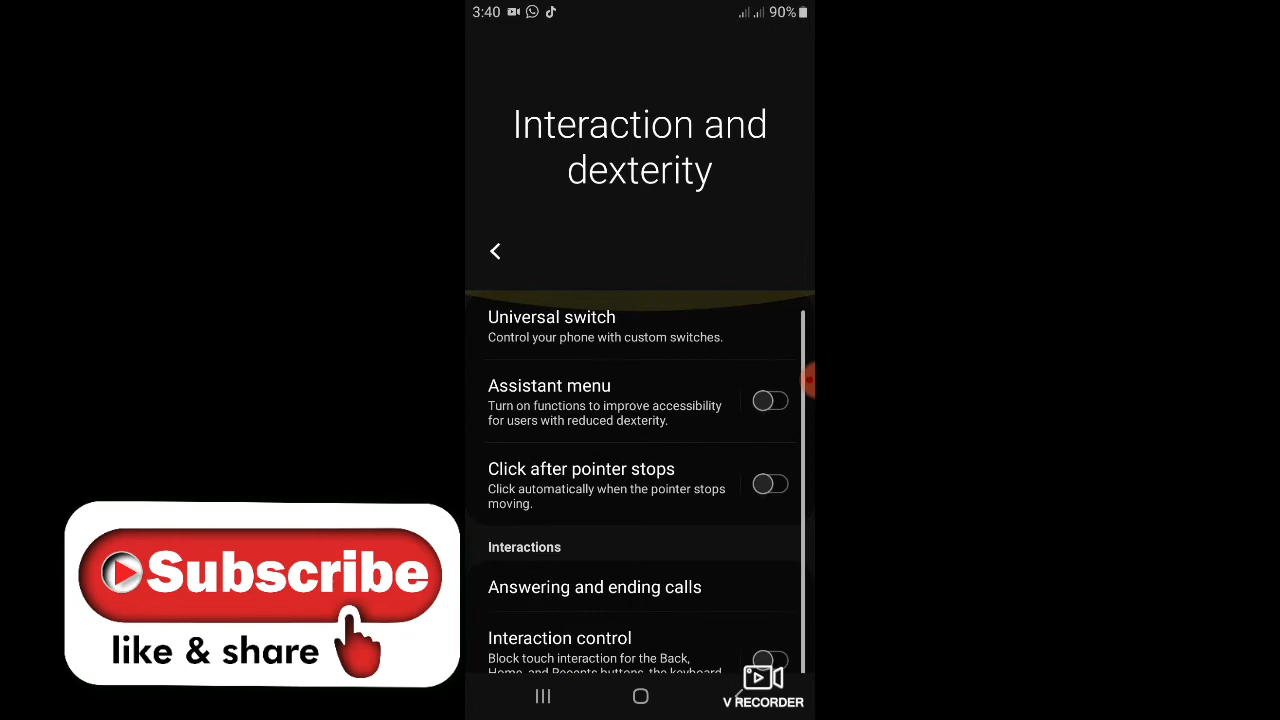 3:40
90%
Interaction and
dexterity
Universal switch
Control your phone with custom switches.
Assistant menu
Turn on functions to improve accessibility
for users with reduced dexterity.
Click after pointer stops
Click automatically when the pointer stops
moving.
Interactions
Answering and ending calls
Interaction control
Block touch interaction for the Back,
Home, and Recents buttons, the keyboard
Subscribe
like & share
V RECORDER